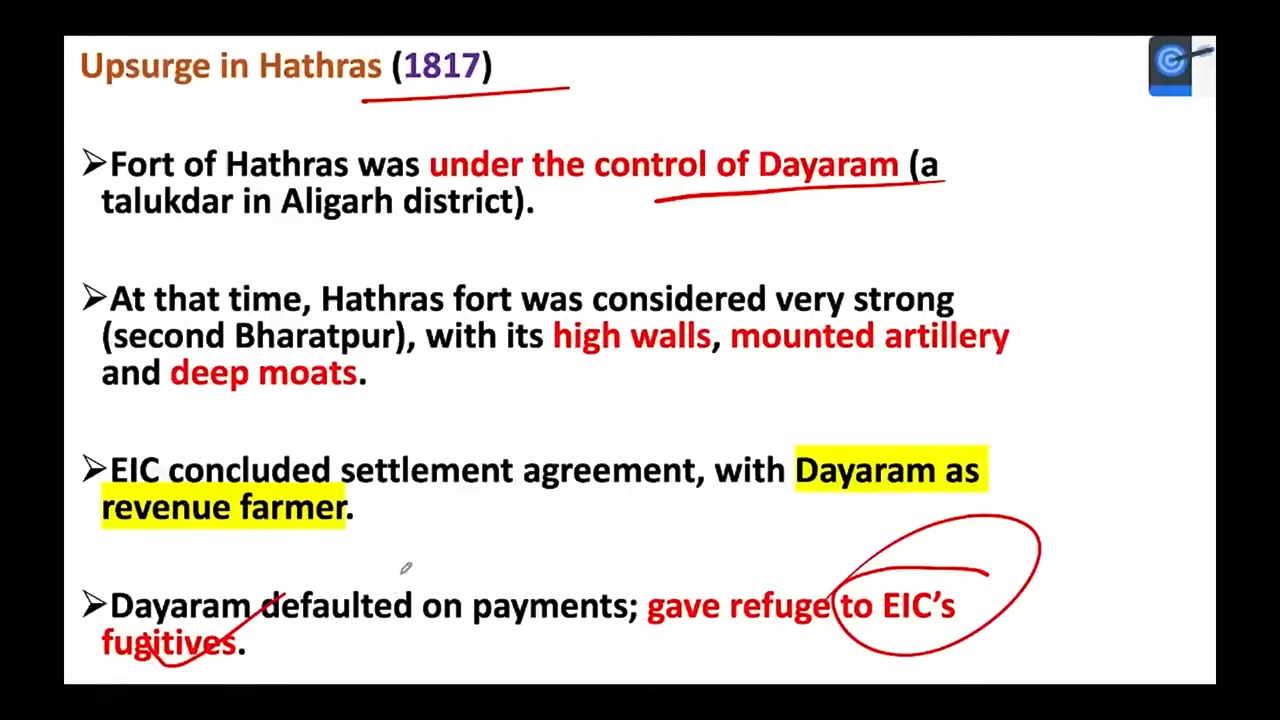 Upsurge in Hathras (1817)
➢Fort of Hathras was under the control of Dayaram (a
talukdar in Aligarh district).
➢At that time, Hathras fort was considered very strong
(second Bharatpur), with its high walls, mounted artillery
and deep moats.
➢EIC concluded settlement agreement, with Dayaram as
revenue farmer.
➢Dayaram defaulted on payments; gave refuge to EIC’s
fugitives.